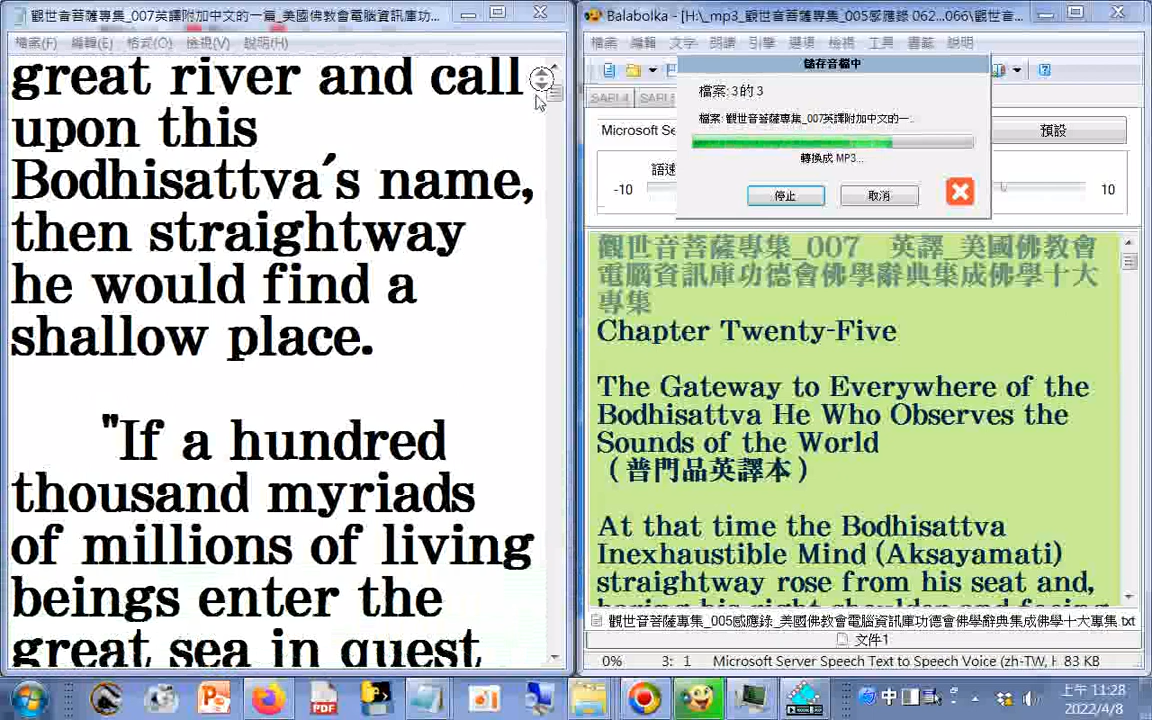 觀世音菩薩專集_007英譯附加中文的一章_美國佛教會電腦資訊庫功...
檔案(F) 編輯(E) 格式(O) 檢視(V) 說明(H)
great river and call
upon this
Bodhisattva's name,
then straightway
he would find a
shallow place.
"If a hundred
thousand myriads
of millions of living
beings enter the
great sea in quest
Balabolka - [H:\_mp3_觀世音菩薩專集_005感應錄 062...066\觀世音...
檔案 編輯 文字 朗讀 引擎 選項 檢視 工具 書籤 說明
儲存音檔中
檔案: 3的 3
檔案: 觀世音菩薩專集_007英譯附加中文的一...
轉換成 MP3...
停止 取消
SAPI 4
Microsoft Se
預設
語速
-10
10
觀世音菩薩專集_007 英譯_美國佛教會
電腦資訊庫功德會佛學辭典集成佛學十大
專集
Chapter Twenty-Five
The Gateway to Everywhere of the
Bodhisattva He Who Observes the
Sounds of the World
（普門品英譯本）
At that time the Bodhisattva
Inexhaustible Mind (Aksayamati)
straightway rose from his seat and,
baring his right shoulder and facing
觀世音菩薩專集_005感應錄_美國佛教會電腦資訊庫功德會佛學辭典集成佛學十大專集 txt
文件1
0% 3: 1 Microsoft Server Speech Text to Speech Voice (zh-TW, H 83 KB
中
上午 11:28
2022/4/8